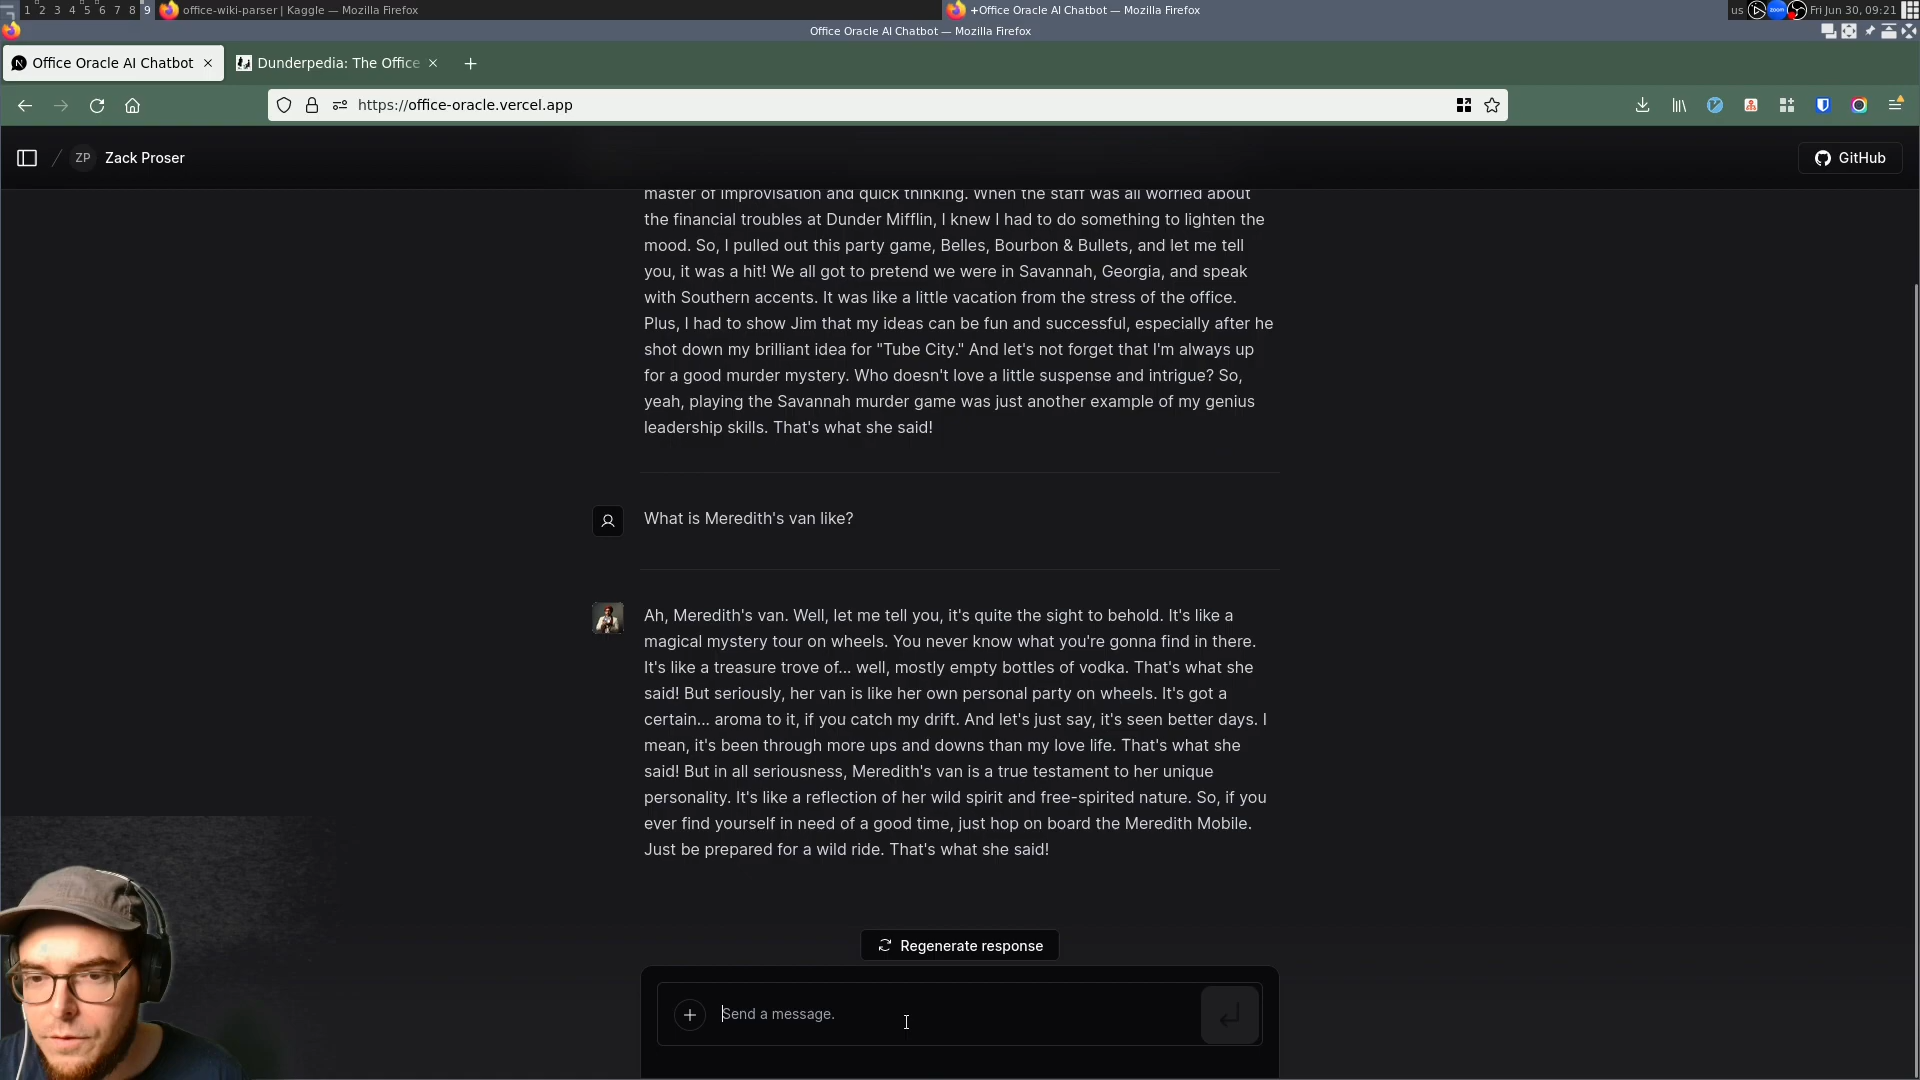 1 2 3 4 5 6 7 8 9 office-wiki-parser | Kaggle — Mozilla Firefox +Office Oracle AI Chatbot — Mozilla Firefox us zoom Fri Jun 30, 09:21
Office Oracle AI Chatbot — Mozilla Firefox
Office Oracle AI Chatbot Dunderpedia: The Office
https://office-oracle.vercel.app
ZP Zack Proser GitHub
master of improvisation and quick thinking. When the staff was all worried about
the financial troubles at Dunder Mifflin, I knew I had to do something to lighten the
mood. So, I pulled out this party game, Belles, Bourbon & Bullets, and let me tell
you, it was a hit! We all got to pretend we were in Savannah, Georgia, and speak
with Southern accents. It was like a little vacation from the stress of the office.
Plus, I had to show Jim that my ideas can be fun and successful, especially after he
shot down my brilliant idea for "Tube City." And let's not forget that I'm always up
for a good murder mystery. Who doesn't love a little suspense and intrigue? So,
yeah, playing the Savannah murder game was just another example of my genius
leadership skills. That's what she said!
What is Meredith's van like?
Ah, Meredith's van. Well, let me tell you, it's quite the sight to behold. It's like a
magical mystery tour on wheels. You never know what you're gonna find in there.
It's like a treasure trove of... well, mostly empty bottles of vodka. That's what she
said! But seriously, her van is like her own personal party on wheels. It's got a
certain... aroma to it, if you catch my drift. And let's just say, it's seen better days. I
mean, it's been through more ups and downs than my love life. That's what she
said! But in all seriousness, Meredith's van is a true testament to her unique
personality. It's like a reflection of her wild spirit and free-spirited nature. So, if you
ever find yourself in need of a good time, just hop on board the Meredith Mobile.
Just be prepared for a wild ride. That's what she said!
Regenerate response
Send a message.